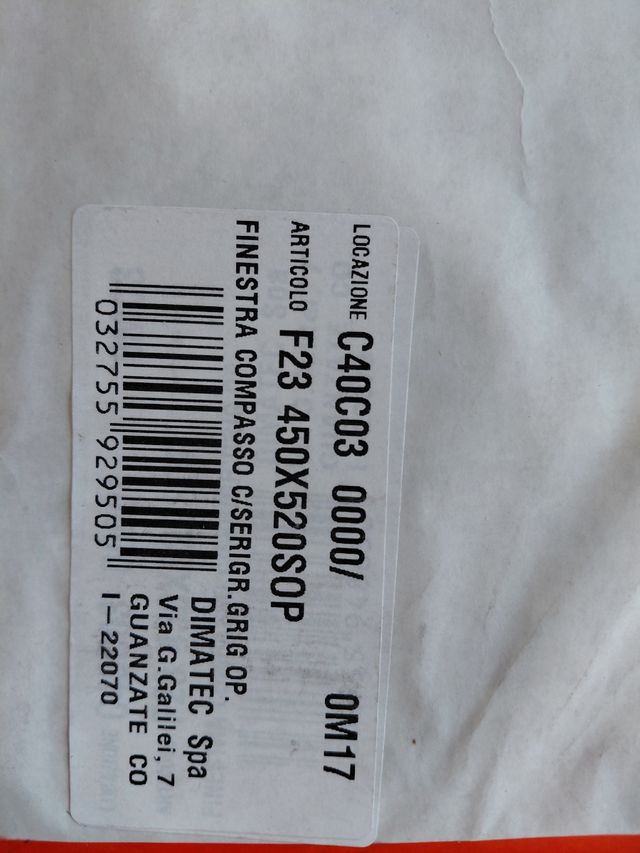 LOCAZIONE C40C03 0000/ 0M17
ARTICOLO F23 450X520SOP
FINESTRA COMPASSO C/SERIGR.GRIG OP.
032755 929505
DIMATEC Spa
Via G.Galilei, 7
GUANZATE CO
I-22070